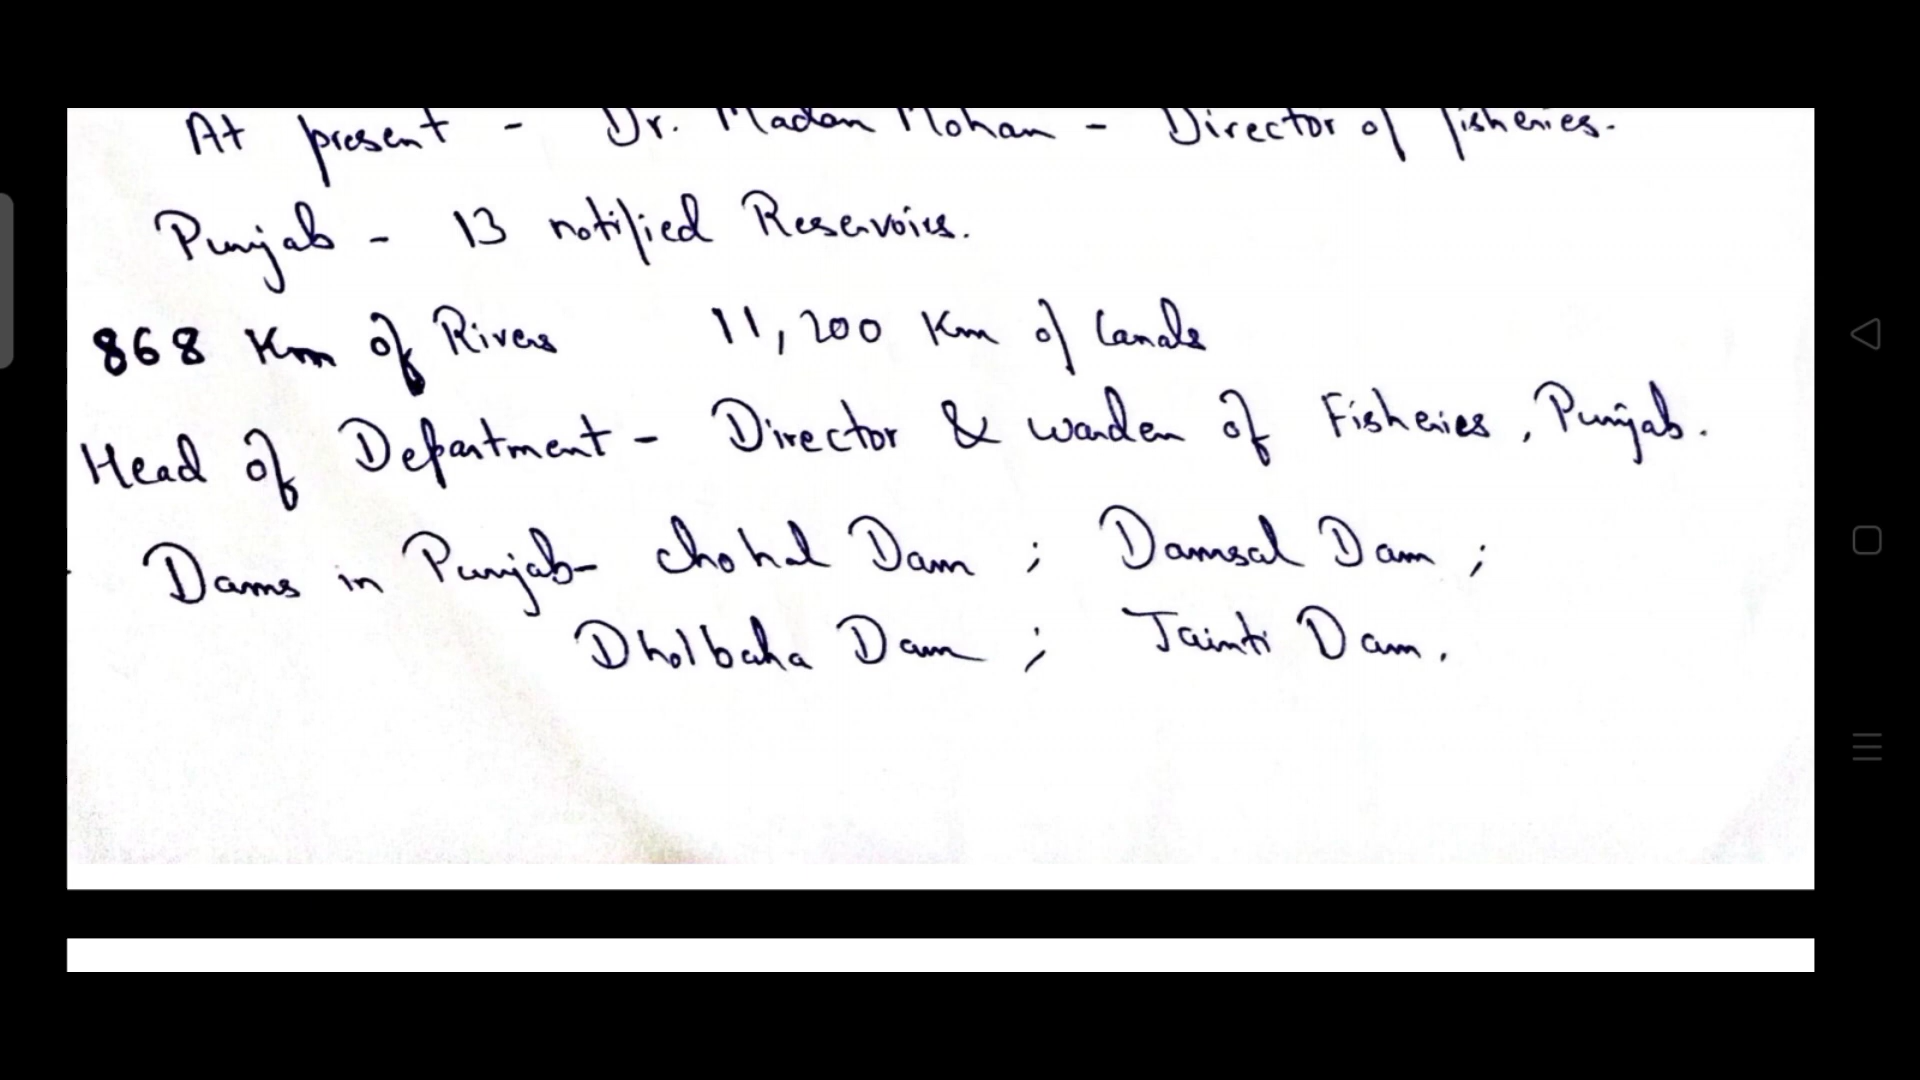 At present - Dr. Madan Mohan - Director of fisheries.
Punjab - 13 notified Reservoirs.
868 Km of Rivers 11,200 Km of Canals
Head of Department - Director & warden of Fisheries, Punjab.
Dams in Punjab- Chohal Dam ; Damsal Dam ;
Dholbaha Dam ; Jainti Dam.